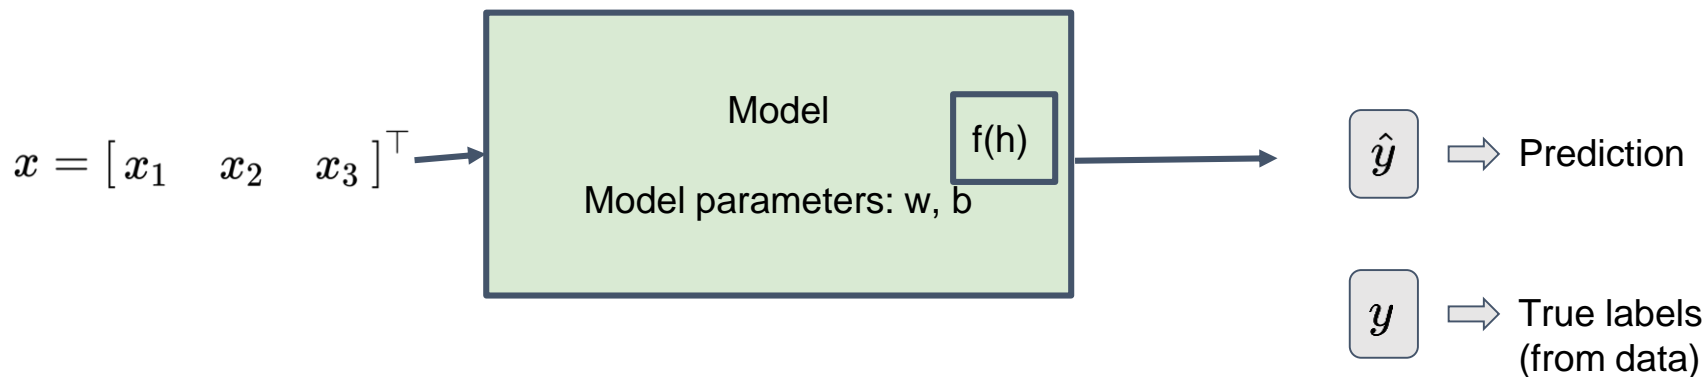 x = [ x₁ x₂ x₃ ]⊤
Model
f(h)
Model parameters: w, b
ŷ
Prediction
y
True labels
(from data)